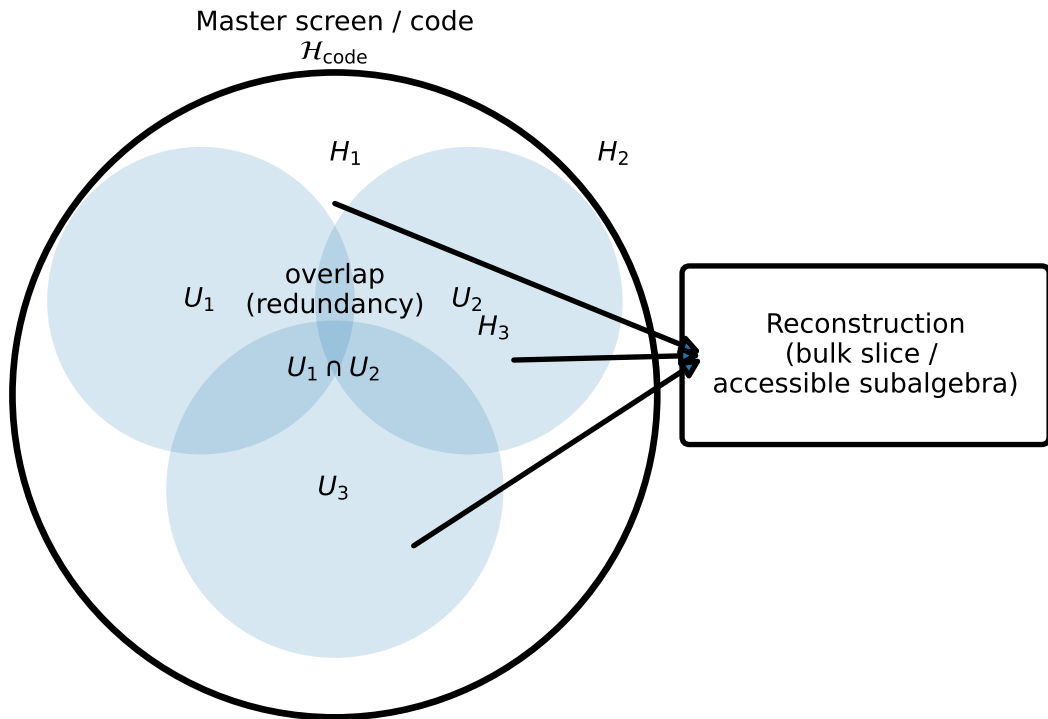 Master screen / code
ℋcode
H₁
H₂
overlap
(redundancy)
U₁
U₂
H₃
U₁ ∩ U₂
U₃
Reconstruction
(bulk slice /
accessible subalgebra)